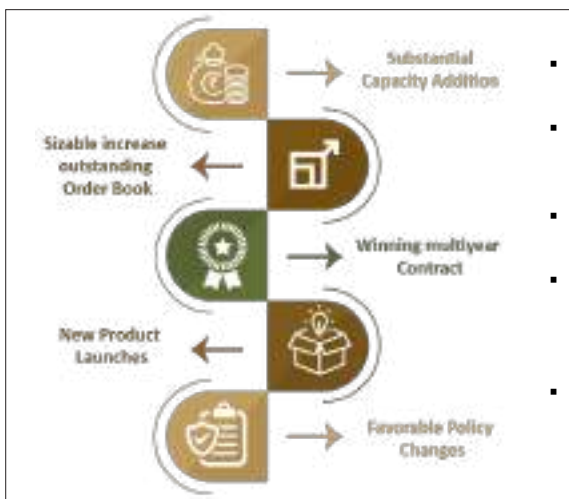 Substantial
Capacity Addition
Sizable increase
outstanding
Order Book
Winning multiyear
Contract
New Product
Launches
Favorable Policy
Changes